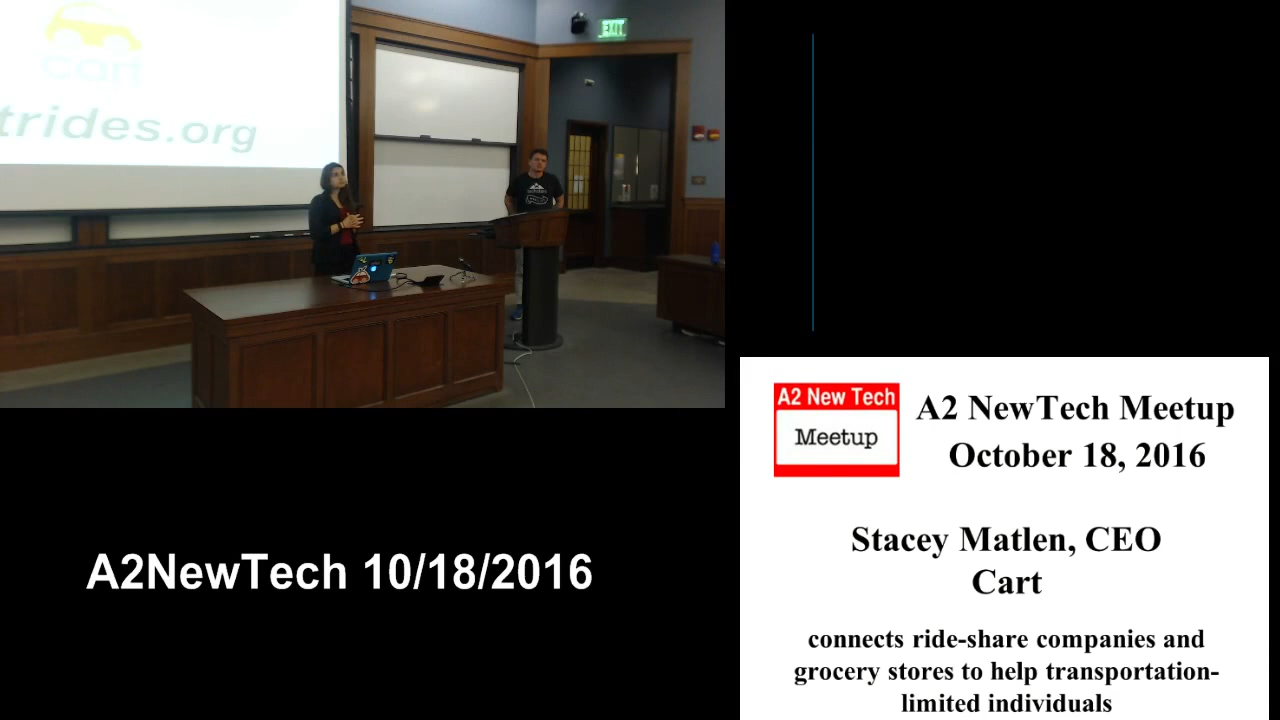 cart
trides.org
EXIT
A2NewTech 10/18/2016
A2 New Tech
Meetup
A2 NewTech Meetup
October 18, 2016
Stacey Matlen, CEO
Cart
connects ride-share companies and
grocery stores to help transportation-
limited individuals